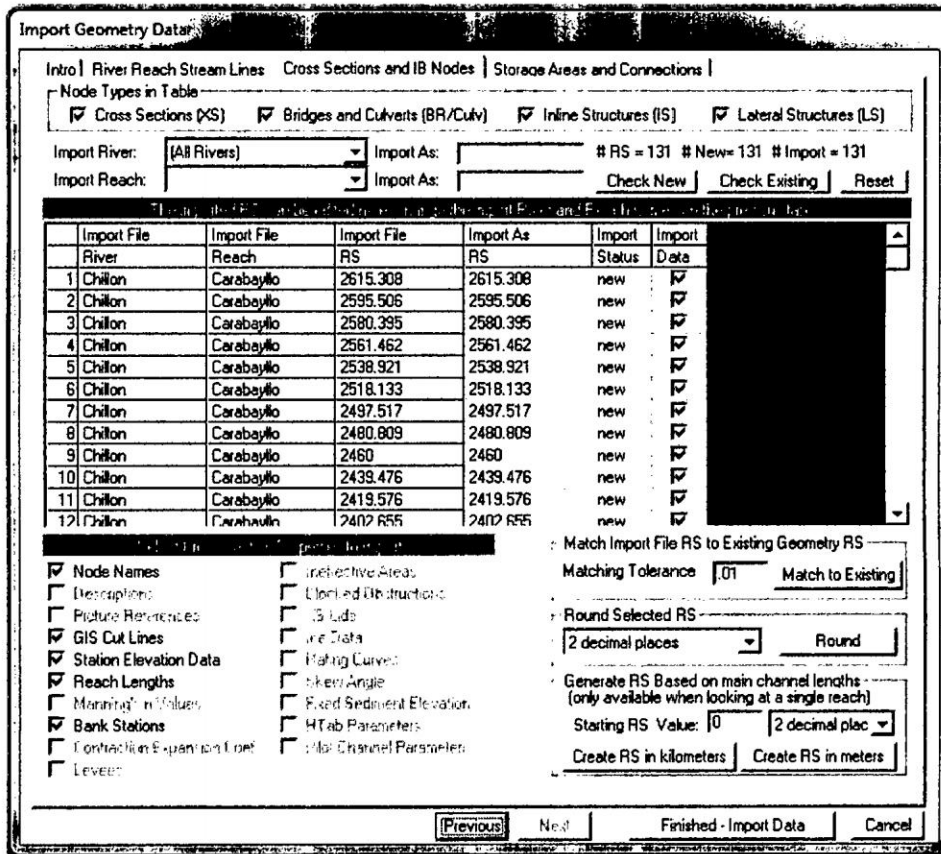 Import Geometry Data
Intro | River Reach Stream Lines Cross Sections and IB Nodes | Storage Areas and Connections |
Node Types in Table
Cross Sections (XS) Bridges and Culverts (BR/Culv) Inline Structures (IS) Lateral Structures (LS)
Import River: (All Rivers) Import As: # RS = 131 # New= 131 # Import = 131
Import Reach: Import As: Check New Check Existing Reset
Import File Import File Import File Import As Import Import
River Reach RS RS Status Data
1 Chillon Carabayllo 2615.308 2615.308 new
2 Chillon Carabayllo 2595.506 2595.506 new
3 Chillon Carabayllo 2580.395 2580.395 new
4 Chillon Carabayllo 2561.462 2561.462 new
5 Chillon Carabayllo 2538.921 2538.921 new
6 Chillon Carabayllo 2518.133 2518.133 new
7 Chillon Carabayllo 2497.517 2497.517 new
8 Chillon Carabayllo 2480.809 2480.809 new
9 Chillon Carabayllo 2460 2460 new
10 Chillon Carabayllo 2439.476 2439.476 new
11 Chillon Carabayllo 2419.576 2419.576 new
12 Chillon Carabayllo 2402.655 2402.655 new
Node Names
Descriptions
Picture References
GIS Cut Lines
Station Elevation Data
Reach Lengths
Manning's n Values
Bank Stations
Contraction Expansion Coef
Levees
Ineffective Areas
Blocked Obstructions
Ice Data
Rating Curves
Skew Angle
Fixed Sediment Elevation
HTab Parameters
Pilot Channel Parameters
Match Import File RS to Existing Geometry RS
Matching Tolerance .01 Match to Existing
Round Selected RS
2 decimal places Round
Generate RS Based on main channel lengths
(only available when looking at a single reach)
Starting RS Value: 0 2 decimal plac
Create RS in kilometers Create RS in meters
Previous Next Finished - Import Data Cancel